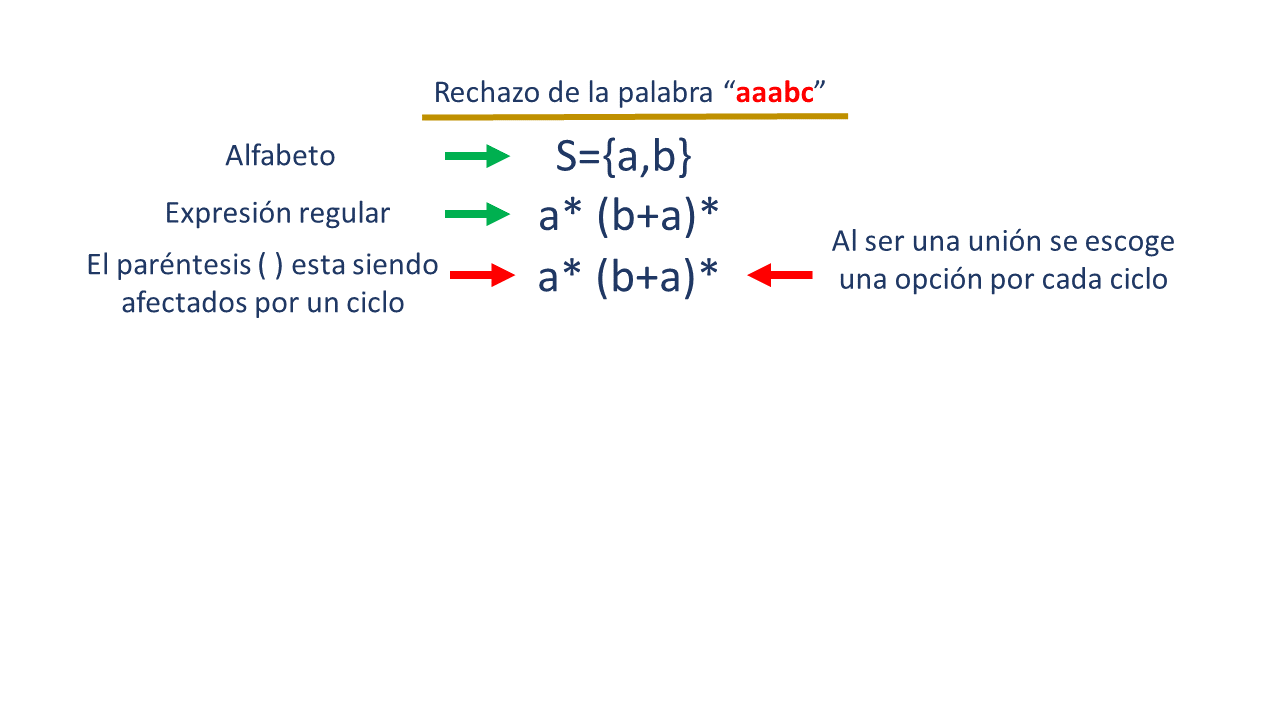 Rechazo de la palabra “aaabc”
Alfabeto
S={a,b}
Expresión regular
a* (b+a)*
El paréntesis ( ) esta siendo
afectados por un ciclo
a* (b+a)*
Al ser una unión se escoge
una opción por cada ciclo